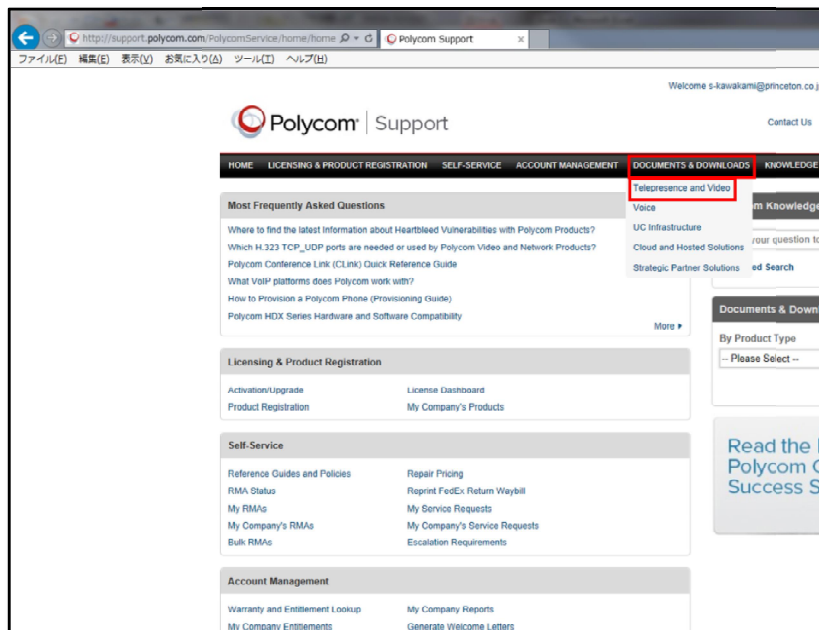 http://support.polycom.com/PolycomService/home/home
Polycom Support
ファイル(F) 編集(E) 表示(V) お気に入り(A) ツール(T) ヘルプ(H)
Welcome s-kawakami@princeton.co.j
Polycom | Support
Contact Us
HOME LICENSING & PRODUCT REGISTRATION SELF-SERVICE ACCOUNT MANAGEMENT DOCUMENTS & DOWNLOADS KNOWLEDGE
Telepresence and Video
Voice
UC Infrastructure
Cloud and Hosted Solutions
Strategic Partner Solutions
Most Frequently Asked Questions
Where to find the latest Information about Heartbleed Vulnerabilities with Polycom Products?
Which H.323 TCP_UDP ports are needed or used by Polycom Video and Network Products?
Polycom Conference Link (CLink) Quick Reference Guide
What VoIP platforms does Polycom work with?
How to Provision a Polycom Phone (Provisioning Guide)
Polycom HDX Series Hardware and Software Compatibility
More
m Knowledge
your question to
ed Search
Documents & Down
By Product Type
-- Please Select --
Licensing & Product Registration
Activation/Upgrade License Dashboard
Product Registration My Company's Products
Self-Service
Reference Guides and Policies Repair Pricing
RMA Status Reprint FedEx Return Waybill
My RMAs My Service Requests
My Company's RMAs My Company's Service Requests
Bulk RMAs Escalation Requirements
Read the
Polycom
Success S
Account Management
Warranty and Entitlement Lookup My Company Reports
My Company Entitlements Generate Welcome Letters